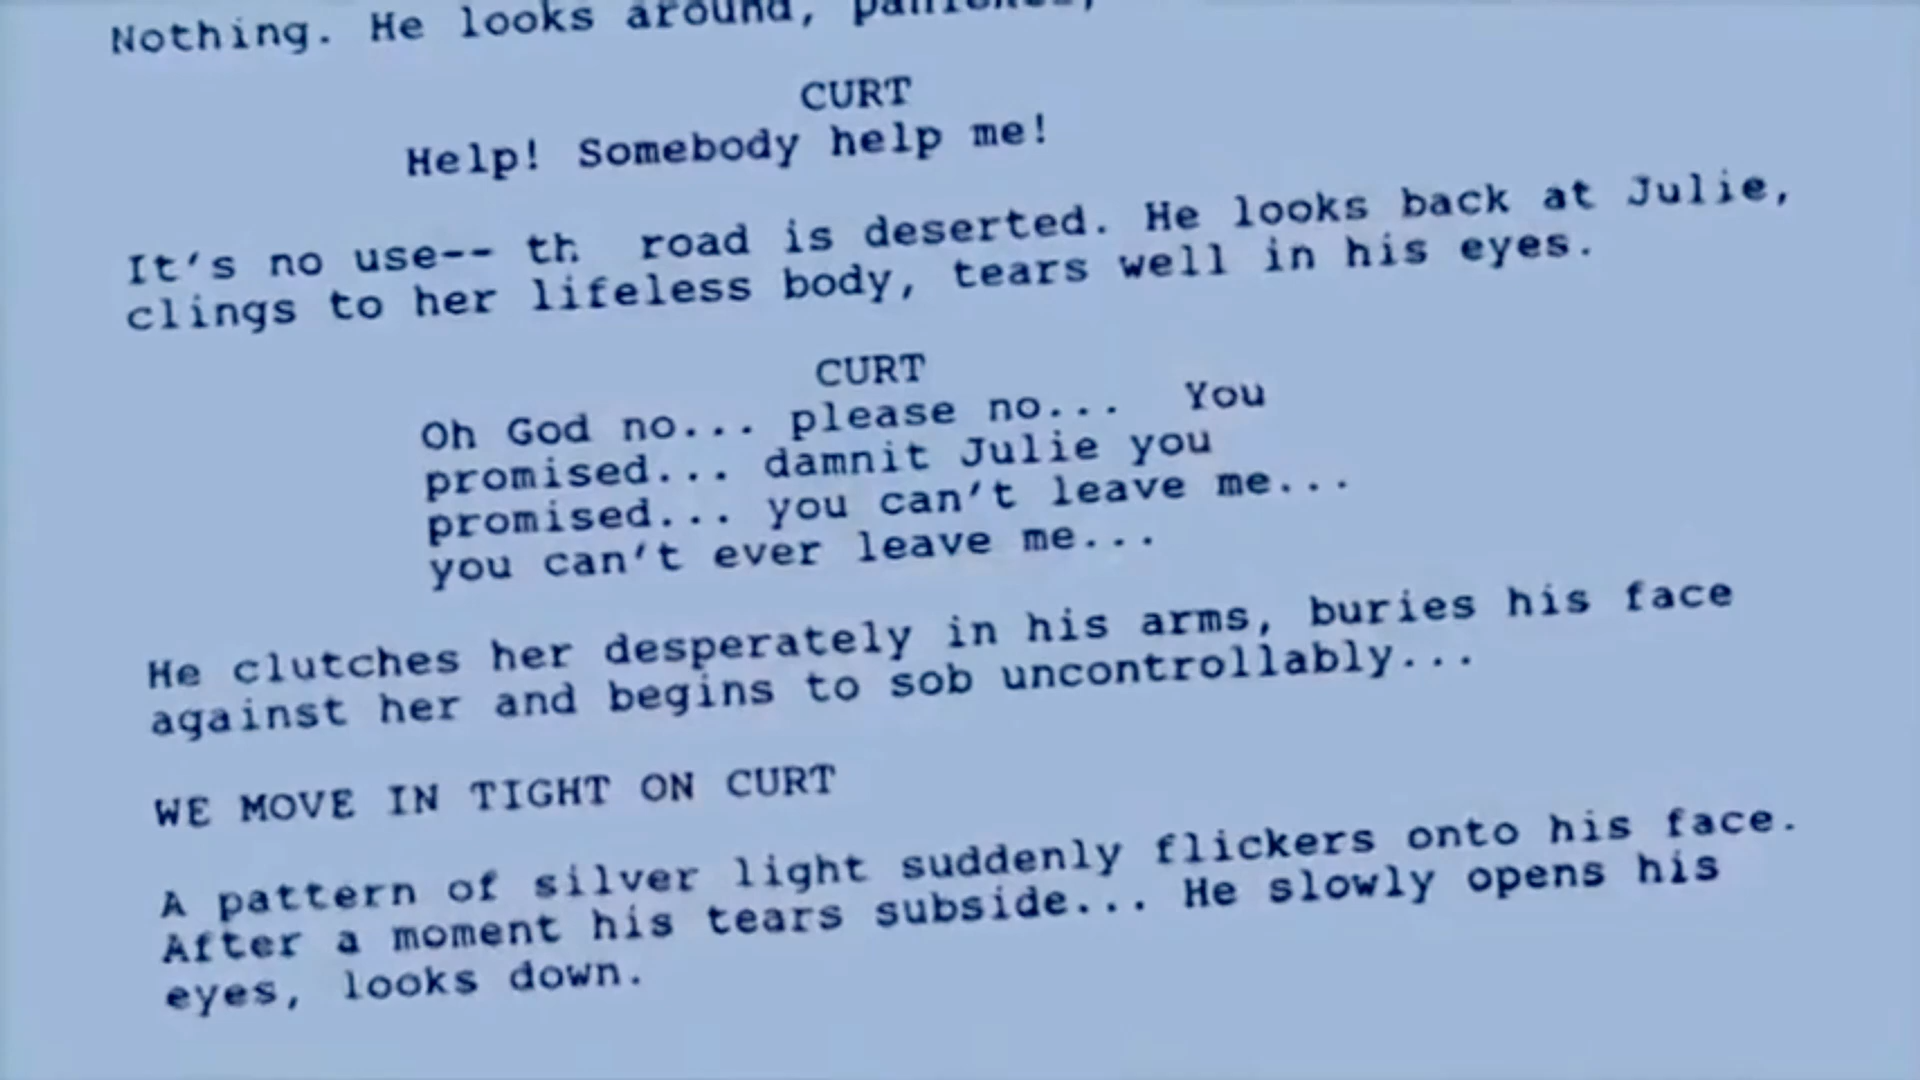 Nothing. He looks around,
CURT
Help! Somebody help me!
It's no use-- th road is deserted. He looks back at Julie,
clings to her lifeless body, tears well in his eyes.
CURT
Oh God no... please no... You
promised... damnit Julie you
promised... you can't leave me...
you can't ever leave me...
He clutches her desperately in his arms, buries his face
against her and begins to sob uncontrollably...
WE MOVE IN TIGHT ON CURT
A pattern of silver light suddenly flickers onto his face.
After a moment his tears subside... He slowly opens his
eyes, looks down.